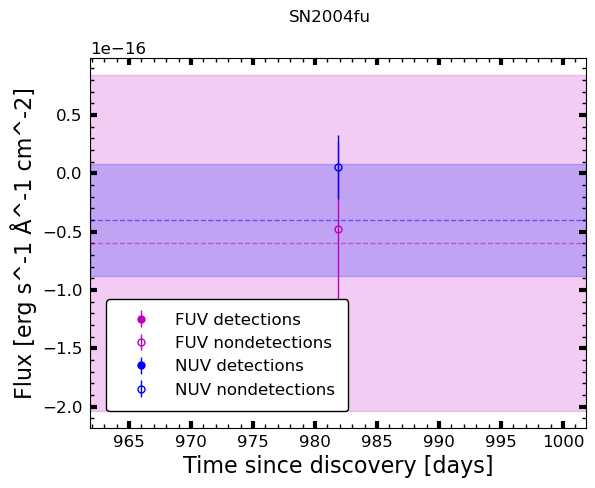 SN2004fu
1e−16
0.5
0.0
−0.5
−1.0
−1.5
−2.0
Flux [erg s^-1 Å^-1 cm^-2]
FUV detections
FUV nondetections
NUV detections
NUV nondetections
965 970 975 980 985 990 995 1000
Time since discovery [days]